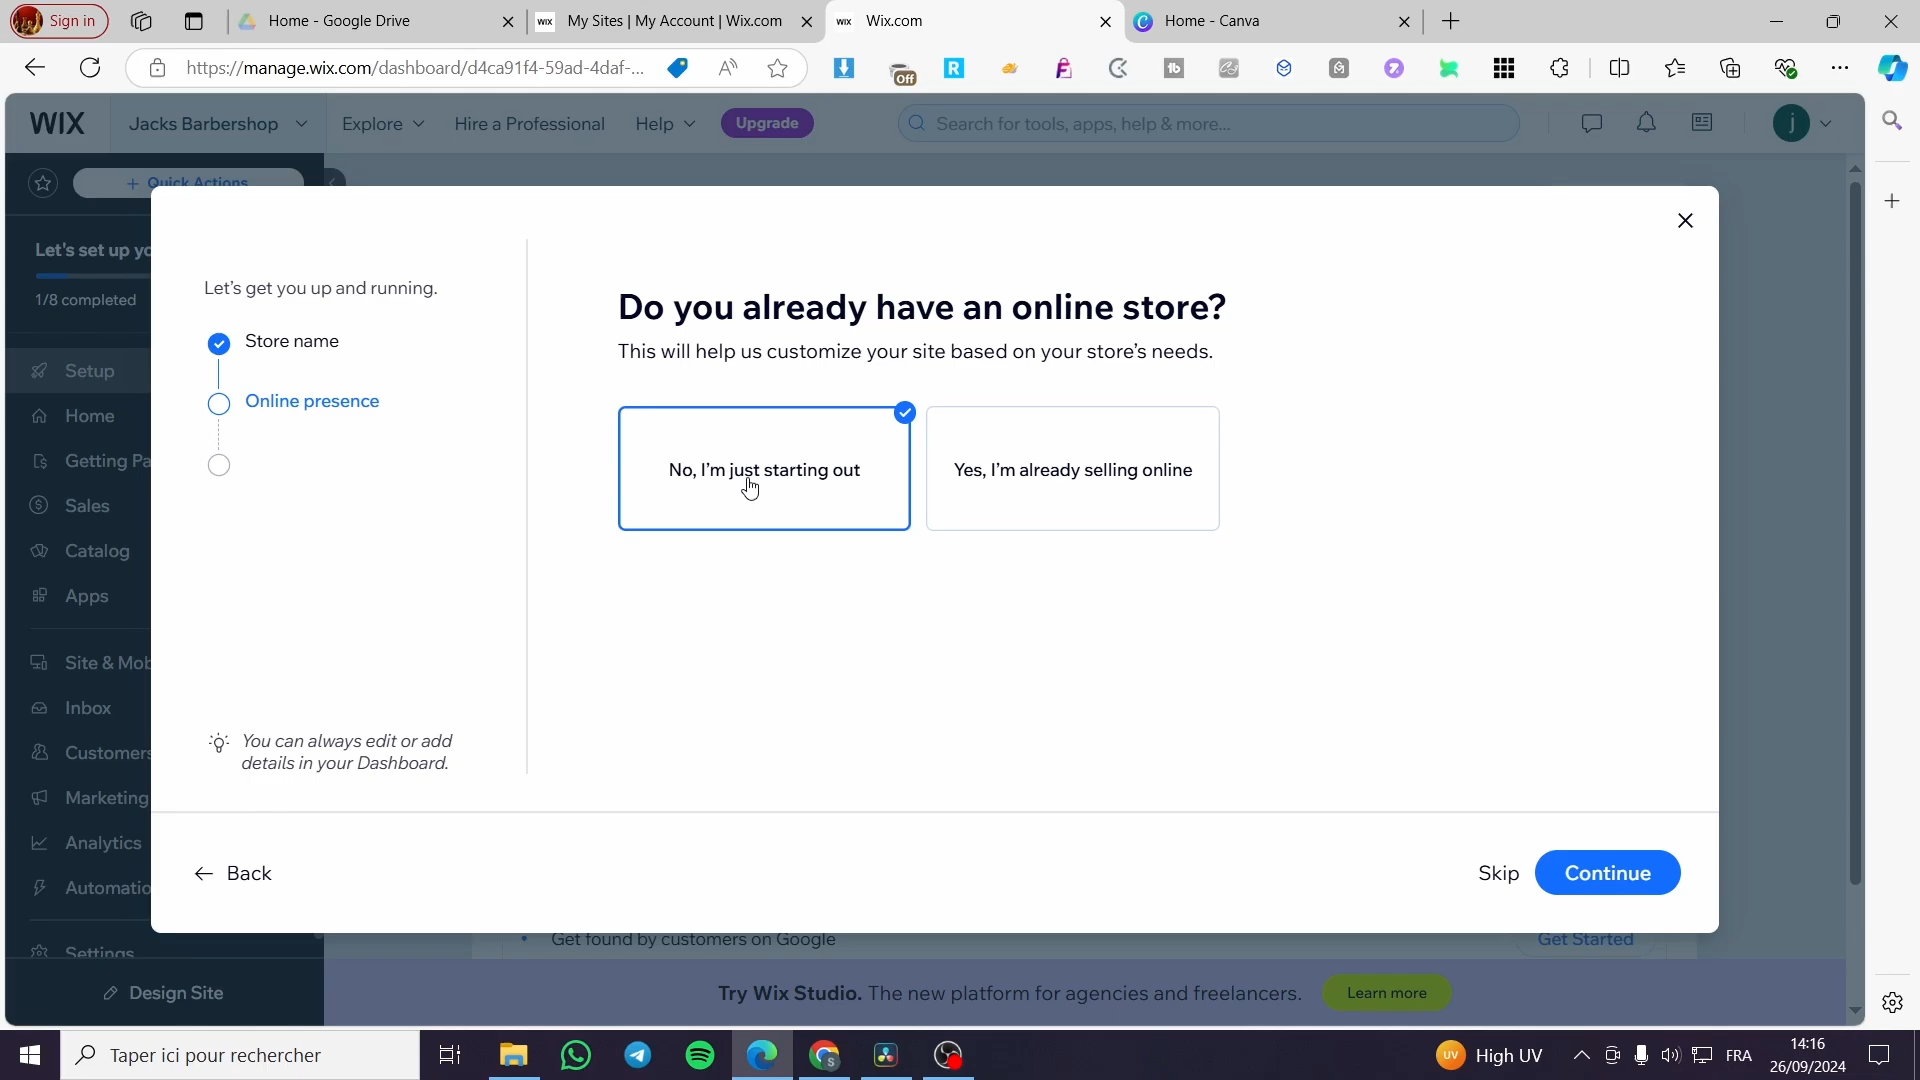 Sign in
Home - Google Drive
My Sites | My Account | Wix.com
Wix.com
Home - Canva
https://manage.wix.com/dashboard/d4ca91f4-59ad-4daf-...
Off
WIX
Jacks Barbershop
Explore
Hire a Professional
Help
Upgrade
Search for tools, apps, help & more...
j
+ Quick Actions
Let's set up yo
1/8 completed
Setup
Home
Getting Pa
Sales
Catalog
Apps
Site & Mob
Inbox
Customers
Marketing
Analytics
Automatio
Settings
Design Site
Let's get you up and running.
Store name
Online presence
You can always edit or add
details in your Dashboard.
Do you already have an online store?
This will help us customize your site based on your store's needs.
No, I'm just starting out
Yes, I'm already selling online
Back
Skip
Continue
Get found by customers on Google
Get Started
Try Wix Studio. The new platform for agencies and freelancers.
Learn more
Taper ici pour rechercher
UV
High UV
FRA
14:16
26/09/2024